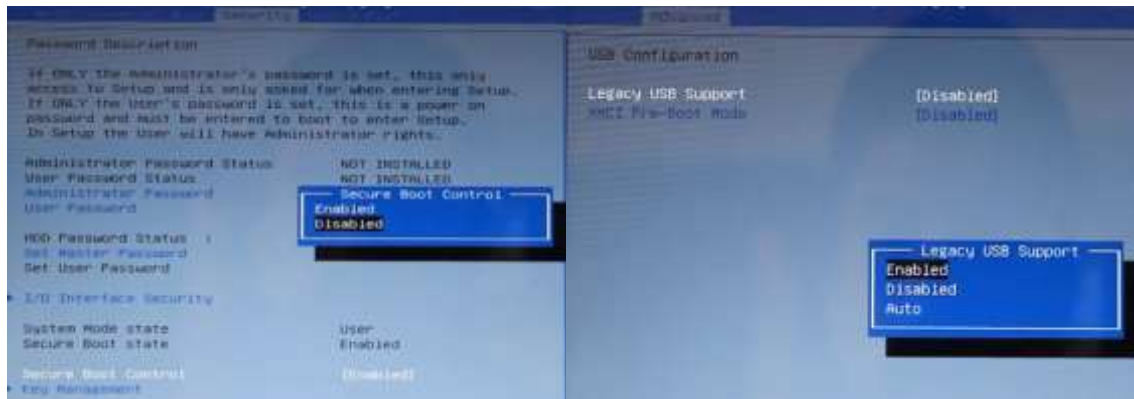 Security
Password Description
If ONLY the Administrator's password is set, this only
access to Setup and is only asked for when entering Setup.
If ONLY the User's password is set, this is a power on
password and must be entered to boot to enter Setup.
In Setup the User will have Administrator rights.
Administrator Password Status NOT INSTALLED
User Password Status NOT INSTALLED
Administrator Password
User Password
HDD Password Status :
Set Master Password
Set User Password
I/O Interface Security
System Mode state User
Secure Boot state Enabled
Secure Boot Control [Enabled]
Key Management
Secure Boot Control
Enabled
Disabled
Advanced
USB Configuration
Legacy USB Support [Disabled]
XHCI Pre-Boot Mode [Disabled]
Legacy USB Support
Enabled
Disabled
Auto